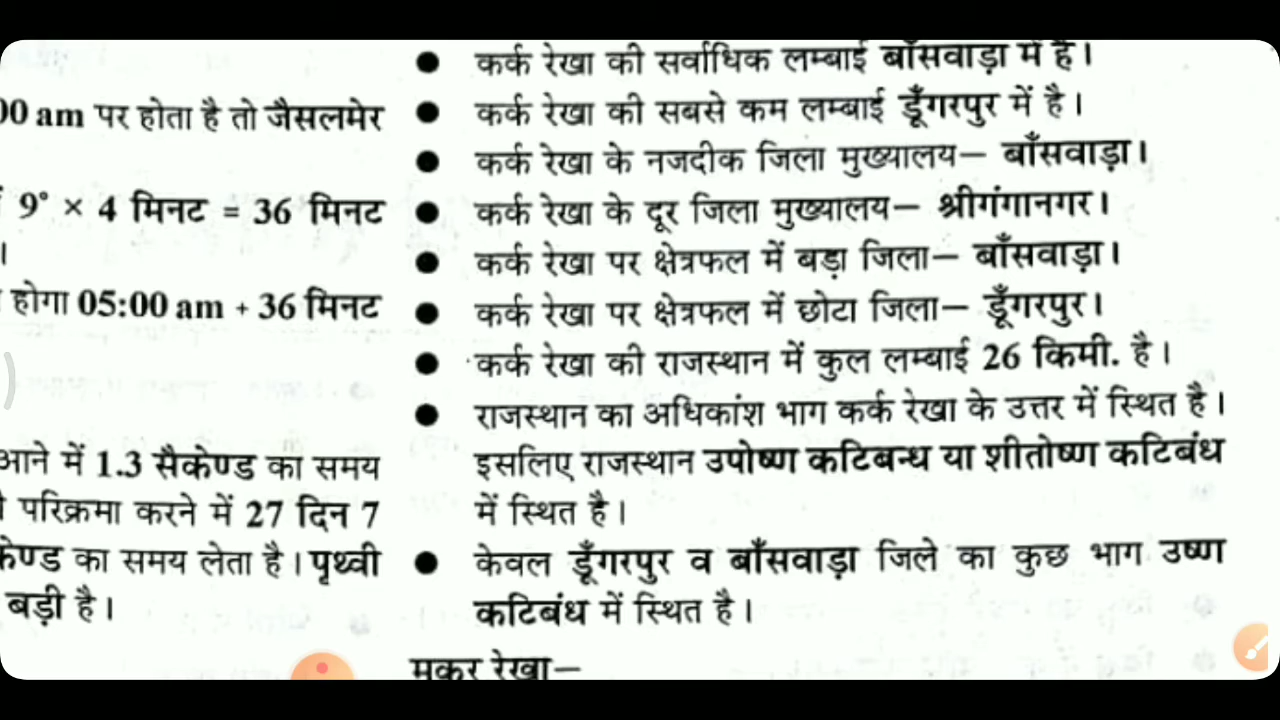 00 am पर होता है तो जैसलमेर
9° × 4 मिनट = 36 मिनट
।
होगा 05:00 am + 36 मिनट
आने में 1.3 सैकेण्ड का समय
परिक्रमा करने में 27 दिन 7
केण्ड का समय लेता है। पृथ्वी
बड़ी है।
● कर्क रेखा की सर्वाधिक लम्बाई बाँसवाड़ा में है।
● कर्क रेखा की सबसे कम लम्बाई डूँगरपुर में है।
● कर्क रेखा के नजदीक जिला मुख्यालय– बाँसवाड़ा।
● कर्क रेखा के दूर जिला मुख्यालय– श्रीगंगानगर।
● कर्क रेखा पर क्षेत्रफल में बड़ा जिला– बाँसवाड़ा।
● कर्क रेखा पर क्षेत्रफल में छोटा जिला– डूँगरपुर।
● कर्क रेखा की राजस्थान में कुल लम्बाई 26 किमी. है।
● राजस्थान का अधिकांश भाग कर्क रेखा के उत्तर में स्थित है।
इसलिए राजस्थान उपोष्ण कटिबन्ध या शीतोष्ण कटिबंध
में स्थित है।
● केवल डूँगरपुर व बाँसवाड़ा जिले का कुछ भाग उष्ण
कटिबंध में स्थित है।
मकर रेखा–